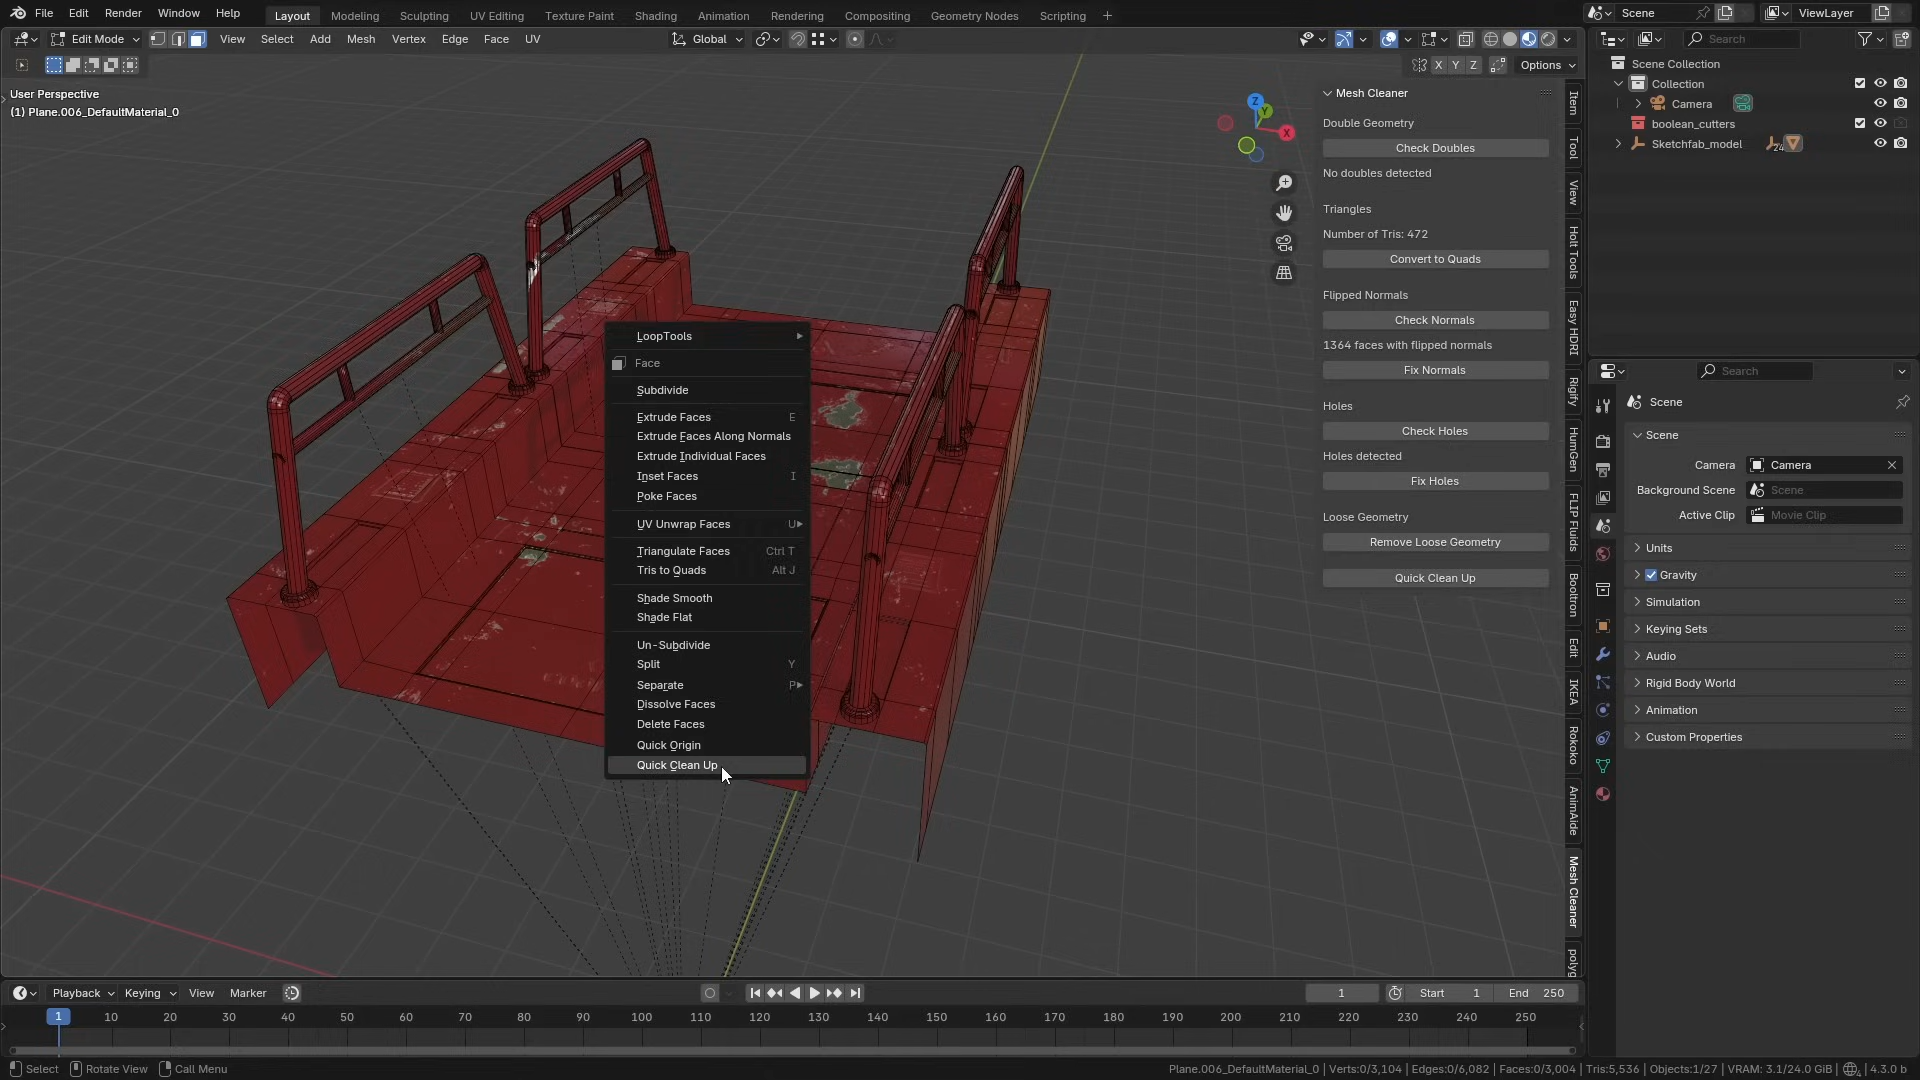 File Edit Render Window Help Layout Modeling Sculpting UV Editing Texture Paint Shading Animation Rendering Compositing Geometry Nodes Scripting + Scene ViewLayer
Edit Mode View Select Add Mesh Vertex Edge Face UV Global Search
X Y Z Options
User Perspective
(1) Plane.006_DefaultMaterial_0
Z
Y
X
Mesh Cleaner
Double Geometry
Check Doubles
No doubles detected
Triangles
Number of Tris: 472
Convert to Quads
Flipped Normals
Check Normals
1364 faces with flipped normals
Fix Normals
Holes
Check Holes
Holes detected
Fix Holes
Loose Geometry
Remove Loose Geometry
Quick Clean Up
Item
Tool
View
Holt Tools
Easy HDRI
Rigify
HumGen
FLIP Fluids
Booltron
Edit
IKEA
Rokoko
AnimAide
Mesh Cleaner
polyg
LoopTools
Face
Subdivide
Extrude Faces E
Extrude Faces Along Normals
Extrude Individual Faces
Inset Faces I
Poke Faces
UV Unwrap Faces U
Triangulate Faces Ctrl T
Tris to Quads Alt J
Shade Smooth
Shade Flat
Un-Subdivide
Split Y
Separate P
Dissolve Faces
Delete Faces
Quick Origin
Quick Clean Up
Scene Collection
Collection
Camera
boolean_cutters
Sketchfab_model 24
Search
Scene
Scene
Camera Camera
Background Scene Scene
Active Clip Movie Clip
Units
Gravity
Simulation
Keying Sets
Audio
Rigid Body World
Animation
Custom Properties
Playback Keying View Marker 1 Start 1 End 250
1 10 20 30 40 50 60 70 80 90 100 110 120 130 140 150 160 170 180 190 200 210 220 230 240 250
Select Rotate View Call Menu Plane.006_DefaultMaterial_0 | Verts:0/3,104 | Edges:0/6,082 | Faces:0/3,004 | Tris:5,536 | Objects:1/27 | VRAM: 3.1/24.0 GiB | 4.3.0 b